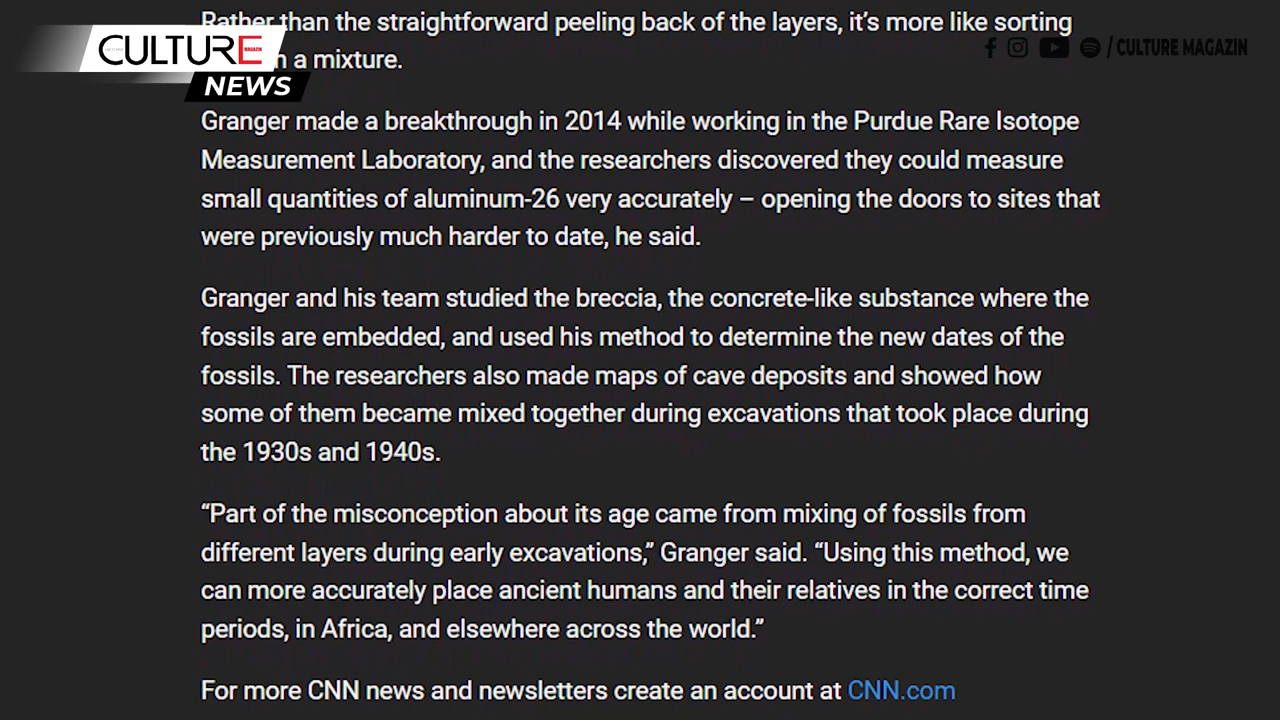 Rather than the straightforward peeling back of the layers, it's more like sorting
a mixture.
CULTURE
MAGAZIN
NEWS
/ CULTURE MAGAZIN
Granger made a breakthrough in 2014 while working in the Purdue Rare Isotope
Measurement Laboratory, and the researchers discovered they could measure
small quantities of aluminum-26 very accurately – opening the doors to sites that
were previously much harder to date, he said.
Granger and his team studied the breccia, the concrete-like substance where the
fossils are embedded, and used his method to determine the new dates of the
fossils. The researchers also made maps of cave deposits and showed how
some of them became mixed together during excavations that took place during
the 1930s and 1940s.
“Part of the misconception about its age came from mixing of fossils from
different layers during early excavations,” Granger said. “Using this method, we
can more accurately place ancient humans and their relatives in the correct time
periods, in Africa, and elsewhere across the world.”
For more CNN news and newsletters create an account at CNN.com